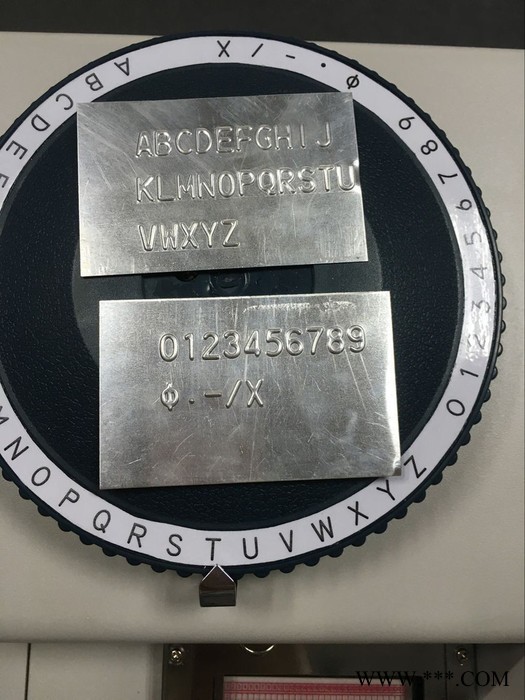 ABCDEFGHIJ
KLMNOPQRSTU
VWXYZ
0123456789
φ.-/X
ABCDE
MNOPQRSTUVWXYZ
0123456789
φ.-/X
www.***.COM